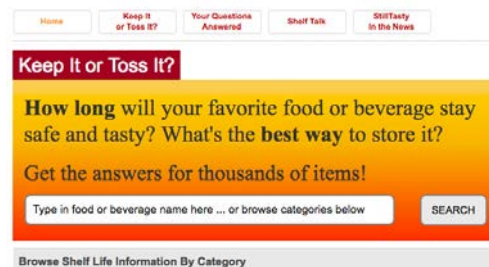 Home
Keep It
or Toss It?
Your Questions
Answered
Shelf Talk
StillTasty
in the News
Keep It or Toss It?
How long will your favorite food or beverage stay
safe and tasty? What's the best way to store it?
Get the answers for thousands of items!
Type in food or beverage name here ... or browse categories below
SEARCH
Browse Shelf Life Information By Category